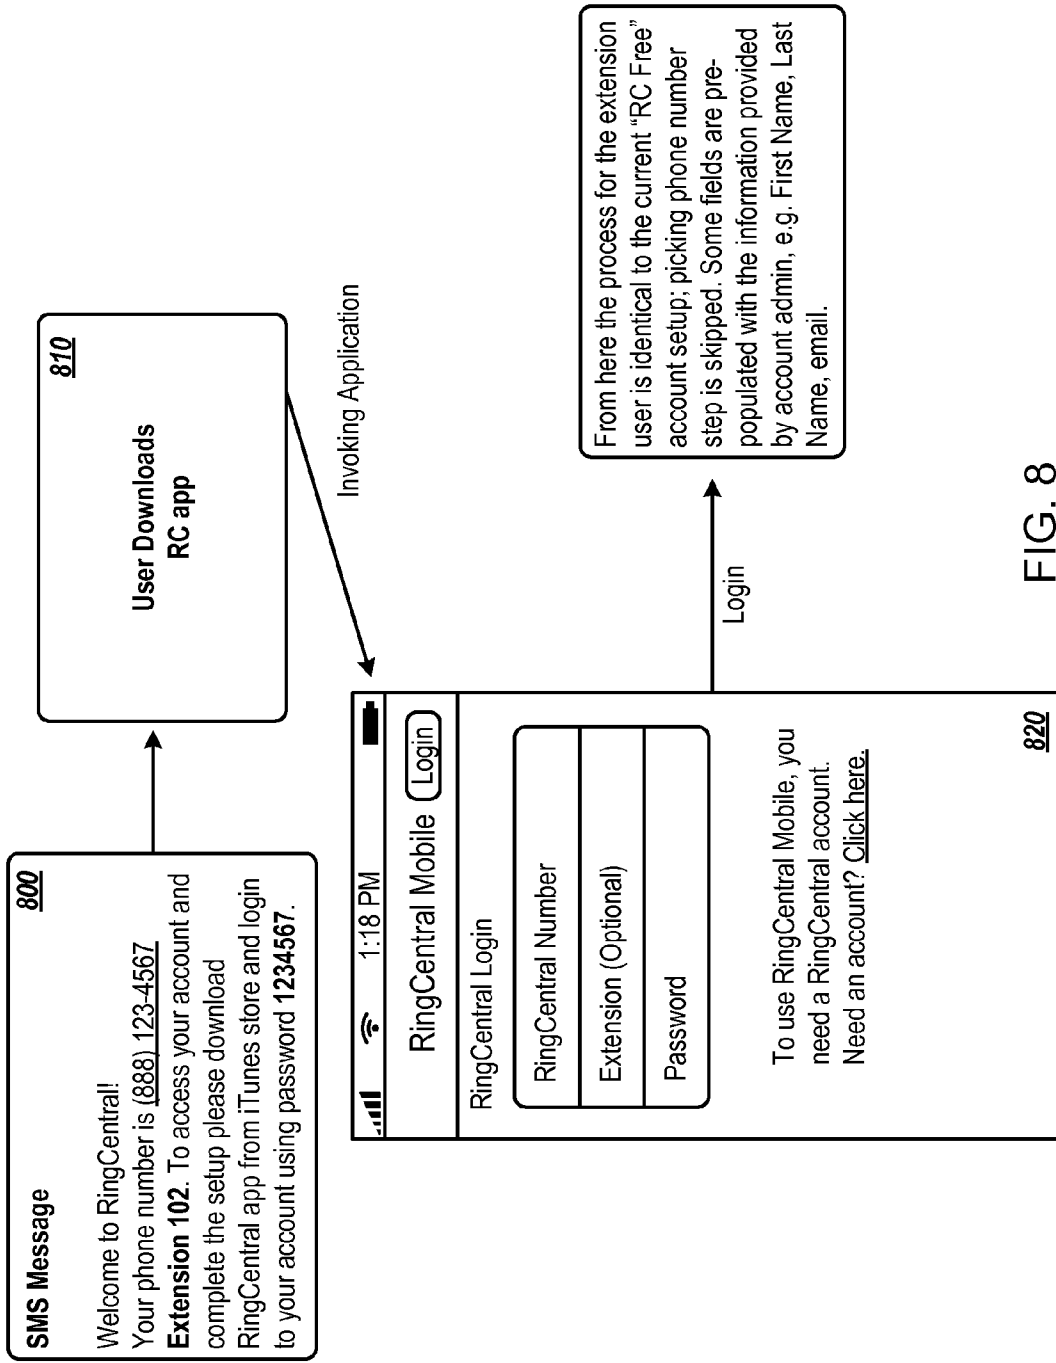 SMS Message
800
Welcome to RingCentral!
Your phone number is (888) 123-4567
Extension 102. To access your account and
complete the setup please download
RingCentral app from iTunes store and login
to your account using password 1234567.
810
User Downloads
RC app
Invoking Application
1:18 PM
RingCentral Mobile
Login
RingCentral Login
RingCentral Number
Extension (Optional)
Password
To use RingCentral Mobile, you
need a RingCentral account.
Need an account? Click here.
820
Login
From here the process for the extension
user is identical to the current “RC Free”
account setup; picking phone number
step is skipped. Some fields are pre-
populated with the information provided
by account admin, e.g. First Name, Last
Name, email.
FIG. 8